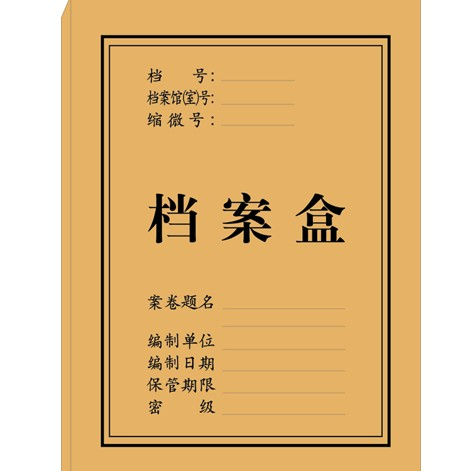 档 号:
档案馆(室)号:
缩微号:
档案盒
案卷题名
编制单位
编制日期
保管期限
密 级